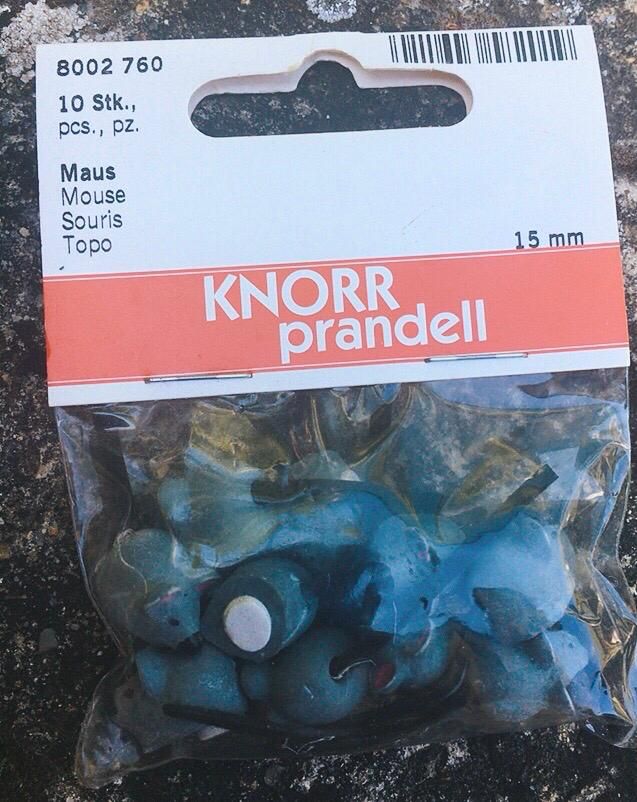 8002 760
10 Stk.,
pcs., pz.
Maus
Mouse
Souris
Topo
15 mm
KNORR
prandell